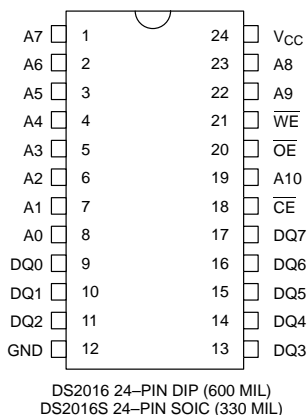 A7 1 24 VCC
A6 2 23 A8
A5 3 22 A9
A4 4 21 W̅E̅
A3 5 20 O̅E̅
A2 6 19 A10
A1 7 18 C̅E̅
A0 8 17 DQ7
DQ0 9 16 DQ6
DQ1 10 15 DQ5
DQ2 11 14 DQ4
GND 12 13 DQ3
DS2016 24–PIN DIP (600 MIL)
DS2016S 24–PIN SOIC (330 MIL)